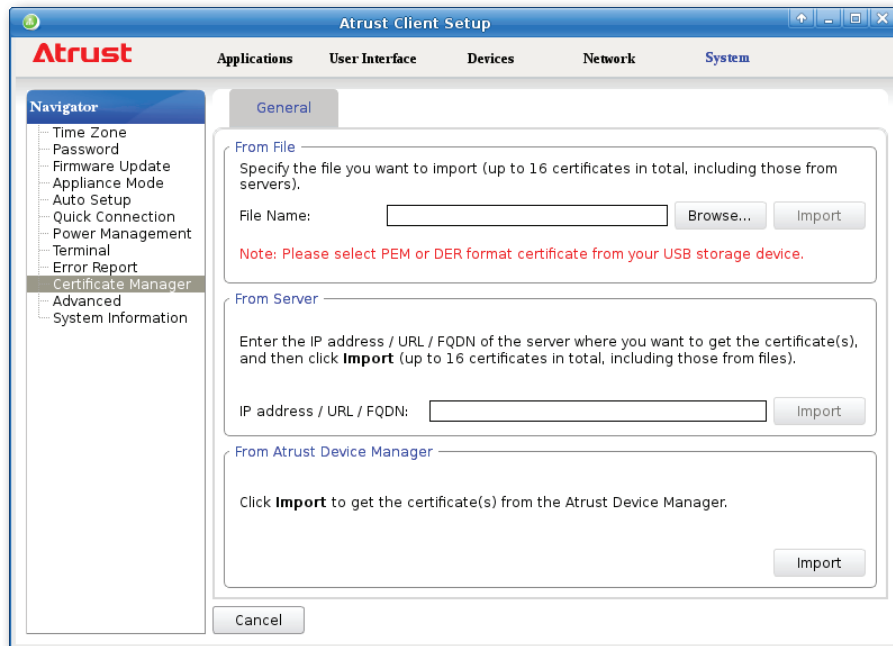 Atrust Client Setup
Atrust
Applications User Interface Devices Network System
Navigator
Time Zone
Password
Firmware Update
Appliance Mode
Auto Setup
Quick Connection
Power Management
Terminal
Error Report
Certificate Manager
Advanced
System Information
General
From File
Specify the file you want to import (up to 16 certificates in total, including those from
servers).
File Name: Browse... Import
Note: Please select PEM or DER format certificate from your USB storage device.
From Server
Enter the IP address / URL / FQDN of the server where you want to get the certificate(s),
and then click Import (up to 16 certificates in total, including those from files).
IP address / URL / FQDN: Import
From Atrust Device Manager
Click Import to get the certificate(s) from the Atrust Device Manager.
Import
Cancel